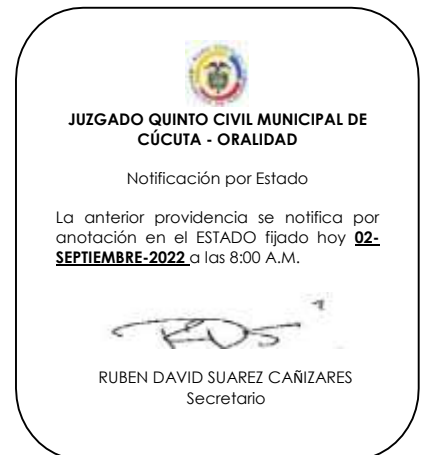 JUZGADO QUINTO CIVIL MUNICIPAL DE
CÚCUTA - ORALIDAD
Notificación por Estado
La anterior providencia se notifica por
anotación en el ESTADO fijado hoy 02-
SEPTIEMBRE-2022 a las 8:00 A.M.
RUBEN DAVID SUAREZ CAÑIZARES
Secretario